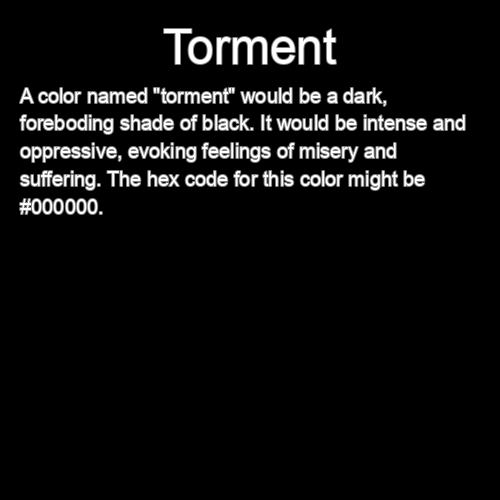 Torment
A color named "torment" would be a dark,
foreboding shade of black. It would be intense and
oppressive, evoking feelings of misery and
suffering. The hex code for this color might be
#000000.